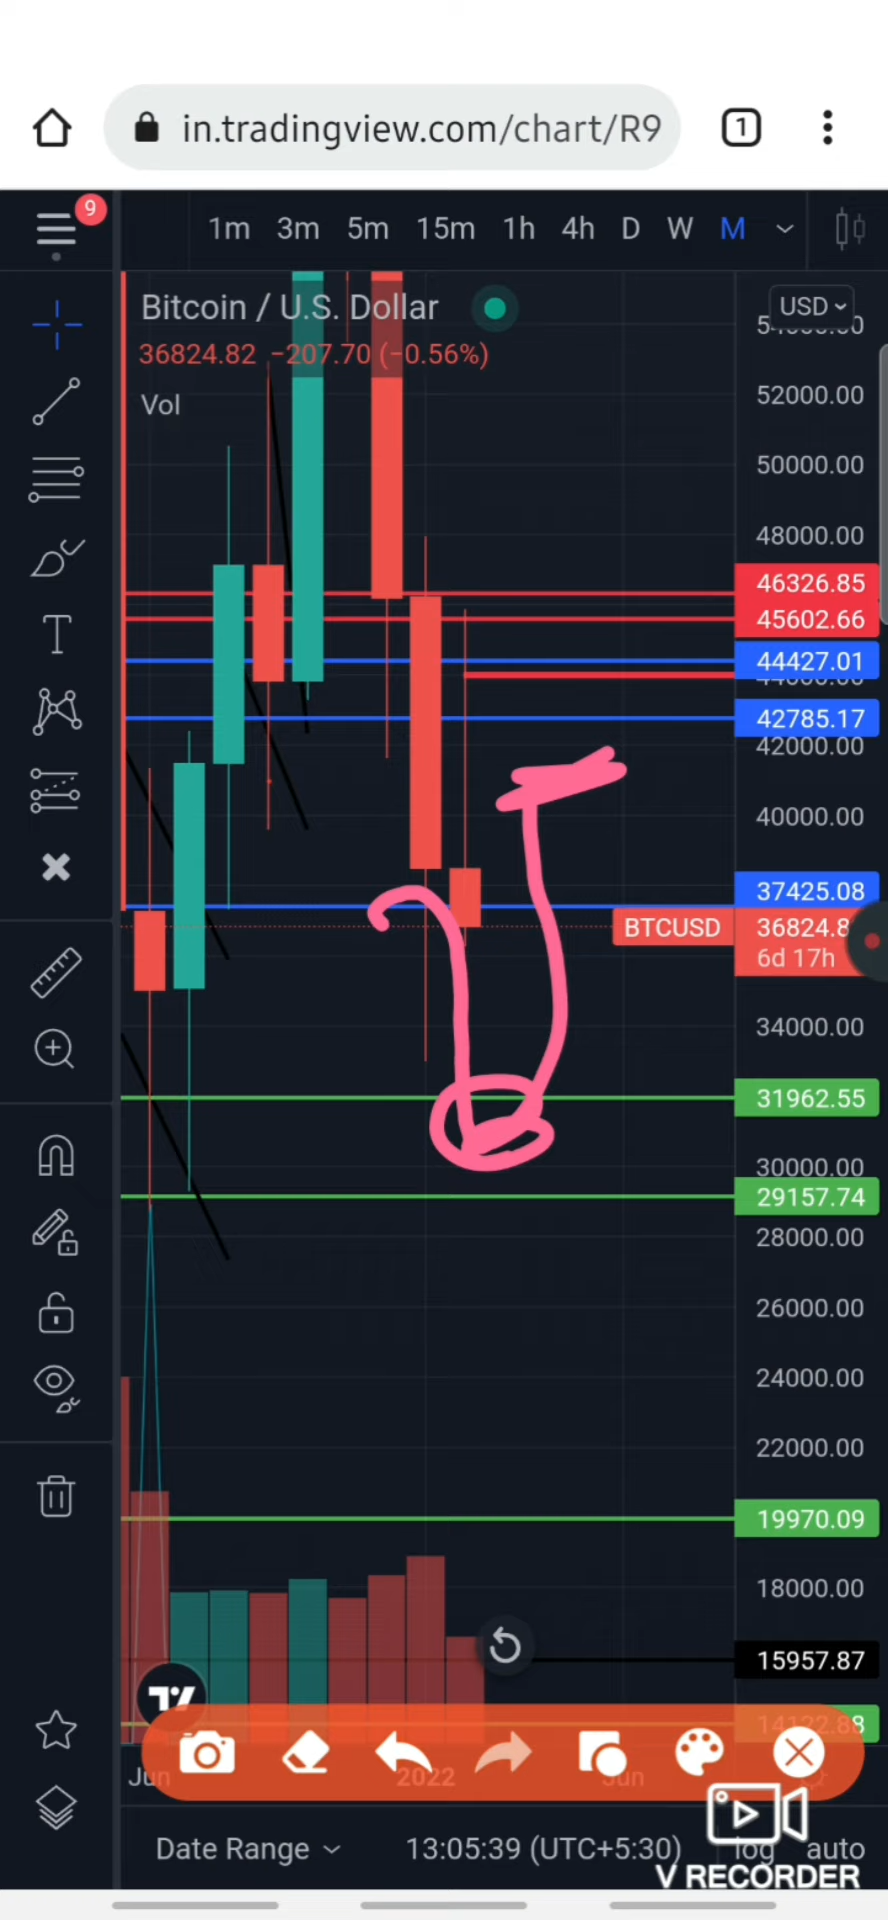 in.tradingview.com/chart/R9
1
9
1m 3m 5m 15m 1h 4h D W M
Bitcoin / U.S. Dollar
USD
36824.82 −207.70 (−0.56%)
Vol
52000.00
50000.00
48000.00
46326.85
45602.66
44427.01
42785.17
42000.00
40000.00
37425.08
BTCUSD
36824.8
6d 17h
34000.00
31962.55
30000.00
29157.74
28000.00
26000.00
24000.00
22000.00
19970.09
18000.00
15957.87
14122.88
Jun 2022 Jun
Date Range 13:05:39 (UTC+5:30) log auto
V RECORDER